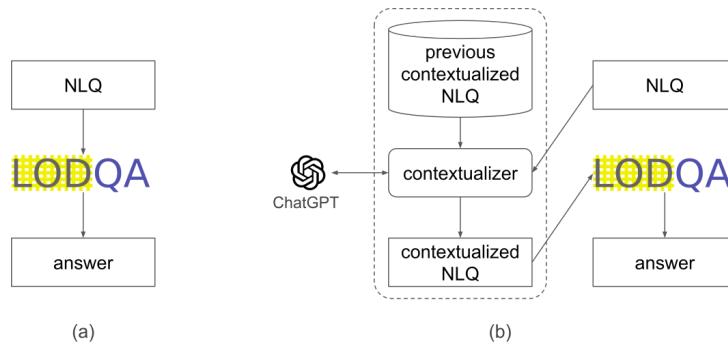 NLQ
LODQA
answer
(a)
previous
contextualized
NLQ
NLQ
contextualizer
ChatGPT
LODQA
contextualized
NLQ
answer
(b)